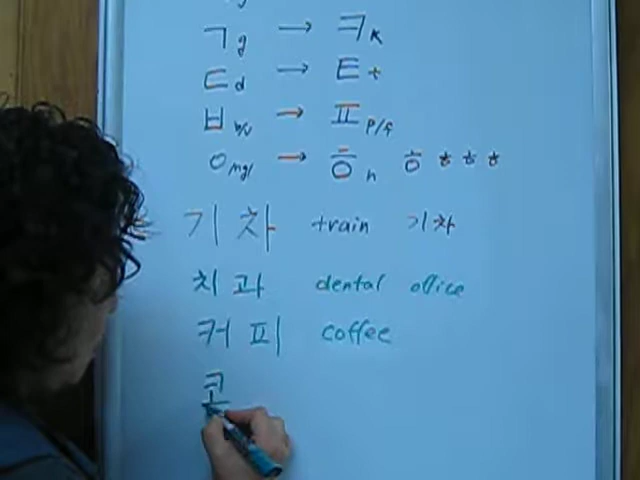 ㄱ g → ㅋ k
ㄷ d → ㅌ t
ㅂ b/v → ㅍ p/f
ㅇ /ng/ → ㅎ h ㅎ ㅎ ㅎ ㅎ
기차 train 기차
치과 dental office
커피 coffee
코